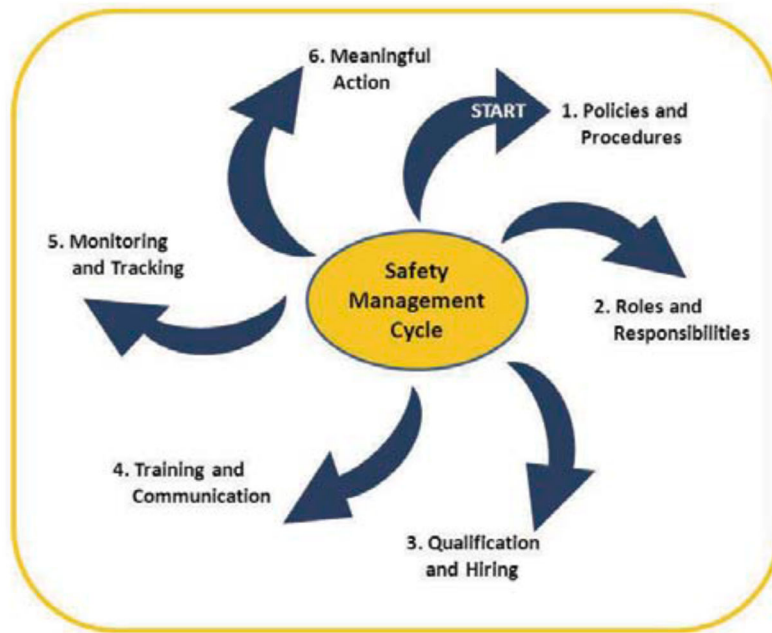 6. Meaningful
Action
START
1. Policies and
Procedures
5. Monitoring
and Tracking
Safety
Management
Cycle
2. Roles and
Responsibilities
4. Training and
Communication
3. Qualification
and Hiring